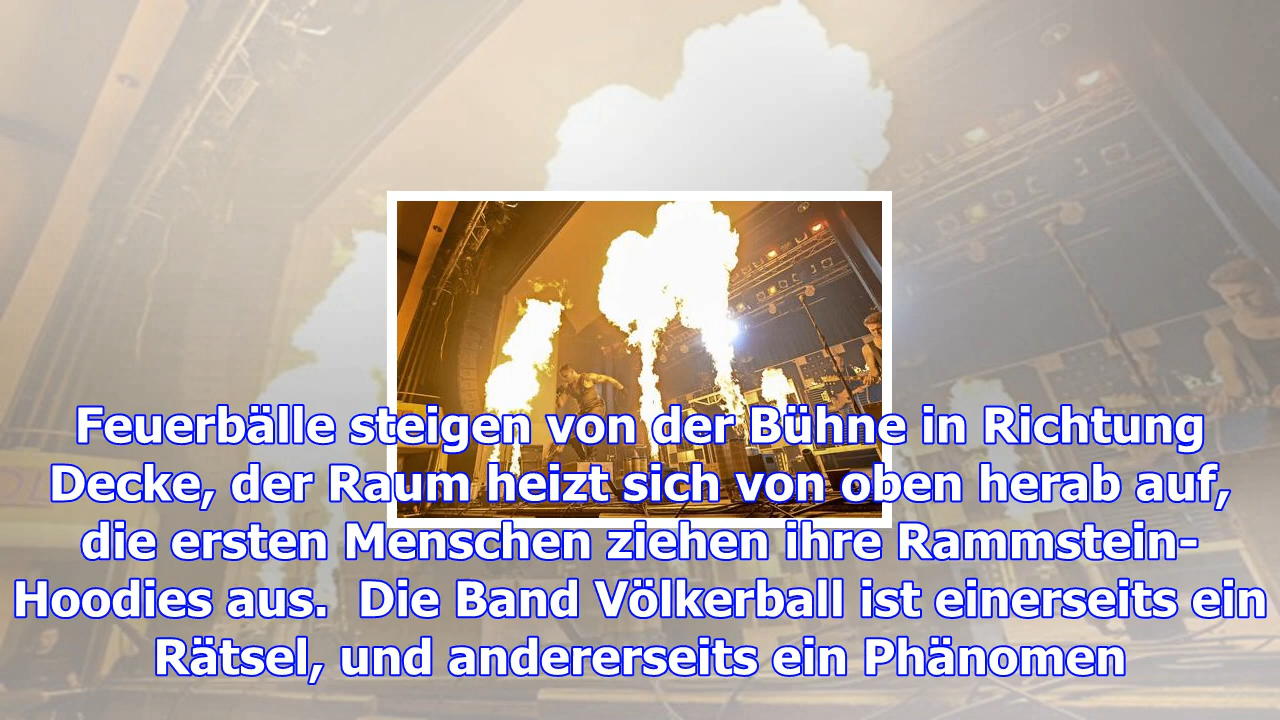 Feuerbälle steigen von der Bühne in Richtung
Decke, der Raum heizt sich von oben herab auf,
die ersten Menschen ziehen ihre Rammstein-
Hoodies aus.  Die Band Völkerball ist einerseits ein
Rätsel, und andererseits ein Phänomen